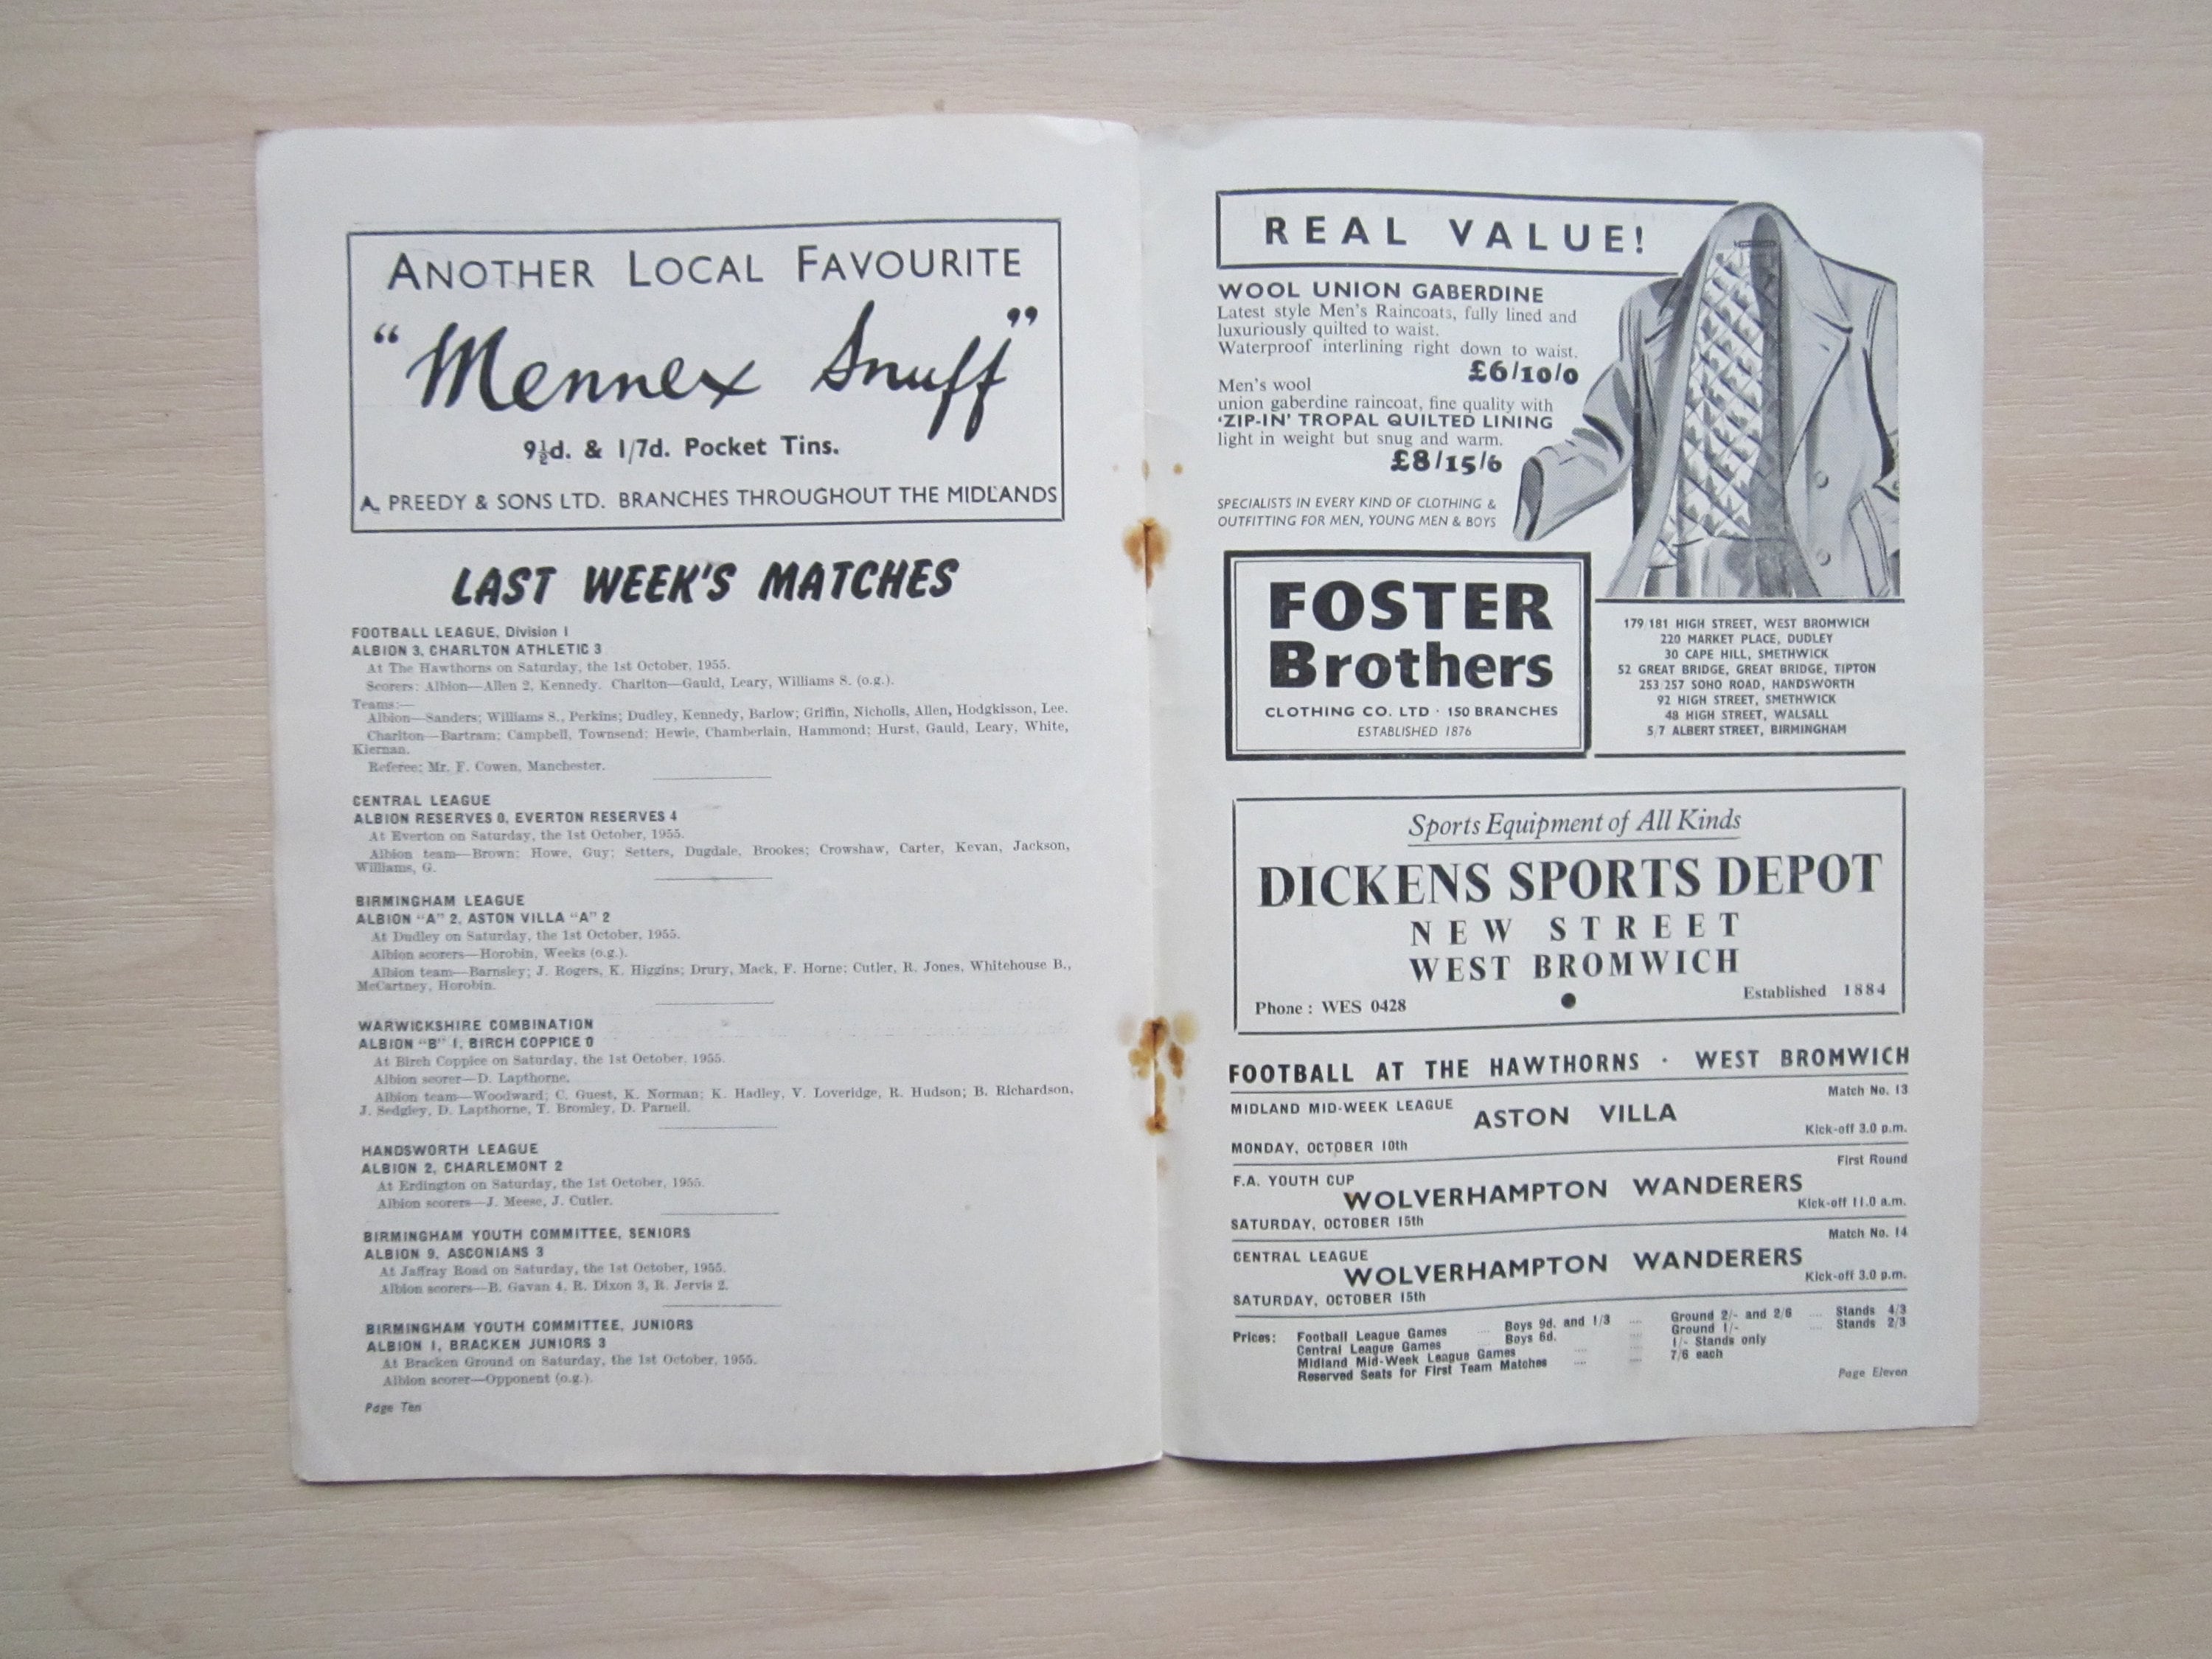 ANOTHER LOCAL FAVOURITE
"Mennex Snuff"
9½d. & 1/7d. Pocket Tins.
A. PREEDY & SONS LTD. BRANCHES THROUGHOUT THE MIDLANDS
LAST WEEK'S MATCHES
FOOTBALL LEAGUE, Division I
ALBION 3, CHARLTON ATHLETIC 3
At The Hawthorns on Saturday, the 1st October, 1955.
Scorers: Albion—Allen 2, Kennedy. Charlton—Gauld, Leary, Williams S. (o.g.).
Teams:—
Albion—Sanders; Williams S., Perkins; Dudley, Kennedy, Barlow; Griffin, Nicholls, Allen, Hodgkisson, Lee.
Charlton—Bartram; Campbell, Townsend; Hewie, Chamberlain, Hammond; Hurst, Gauld, Leary, White,
Kiernan.
Referee: Mr. F. Cowen, Manchester.
CENTRAL LEAGUE
ALBION RESERVES 0, EVERTON RESERVES 4
At Everton on Saturday, the 1st October, 1955.
Albion team—Brown; Howe, Guy; Setters, Dugdale, Brookes; Crowshaw, Carter, Kevan, Jackson,
Williams, G.
BIRMINGHAM LEAGUE
ALBION "A" 2, ASTON VILLA "A" 2
At Dudley on Saturday, the 1st October, 1955.
Albion scorers—Horobin, Weeks (o.g.).
Albion team—Barnsley; J. Rogers, K. Higgins; Drury, Mack, F. Horne; Cutler, R. Jones, Whitehouse B.,
McCartney, Horobin.
WARWICKSHIRE COMBINATION
ALBION "B" 1, BIRCH COPPICE 0
At Birch Coppice on Saturday, the 1st October, 1955.
Albion scorer—D. Lapthorne.
Albion team—Woodward; C. Guest, K. Norman; K. Hadley, V. Loveridge, R. Hudson; B. Richardson,
J. Sedgley, D. Lapthorne, T. Bromley, D. Parnell.
HANDSWORTH LEAGUE
ALBION 2, CHARLEMONT 2
At Erdington on Saturday, the 1st October, 1955.
Albion scorers—J. Meese, J. Cutler.
BIRMINGHAM YOUTH COMMITTEE, SENIORS
ALBION 9, ASCONIANS 3
At Jaffray Road on Saturday, the 1st October, 1955.
Albion scorers—B. Gavan 4, R. Dixon 3, R. Jervis 2.
BIRMINGHAM YOUTH COMMITTEE, JUNIORS
ALBION 1, BRACKEN JUNIORS 3
At Bracken Ground on Saturday, the 1st October, 1955.
Albion scorer—Opponent (o.g.).
Page Ten
REAL VALUE!
WOOL UNION GABERDINE
Latest style Men's Raincoats, fully lined and
luxuriously quilted to waist.
Waterproof interlining right down to waist.
£6/10/0
Men's wool
union gaberdine raincoat, fine quality with
'ZIP-IN' TROPAL QUILTED LINING
light in weight but snug and warm.
£8/15/6
SPECIALISTS IN EVERY KIND OF CLOTHING &
OUTFITTING FOR MEN, YOUNG MEN & BOYS
FOSTER
Brothers
CLOTHING CO. LTD · 150 BRANCHES
ESTABLISHED 1876
179/181 HIGH STREET, WEST BROMWICH
220 MARKET PLACE, DUDLEY
30 CAPE HILL, SMETHWICK
52 GREAT BRIDGE, GREAT BRIDGE, TIPTON
253/257 SOHO ROAD, HANDSWORTH
92 HIGH STREET, SMETHWICK
48 HIGH STREET, WALSALL
5/7 ALBERT STREET, BIRMINGHAM
Sports Equipment of All Kinds
DICKENS SPORTS DEPOT
NEW STREET
WEST BROMWICH
Phone : WES 0428
Established 1884
FOOTBALL AT THE HAWTHORNS · WEST BROMWICH
Match No. 13
MIDLAND MID-WEEK LEAGUE
ASTON VILLA
MONDAY, OCTOBER 10th
Kick-off 3.0 p.m.
First Round
F.A. YOUTH CUP
WOLVERHAMPTON WANDERERS
SATURDAY, OCTOBER 15th
Kick-off 11.0 a.m.
Match No. 14
CENTRAL LEAGUE
WOLVERHAMPTON WANDERERS
SATURDAY, OCTOBER 15th
Kick-off 3.0 p.m.
Prices: Football League Games .... Boys 9d. and 1/3 .... Ground 2/- and 2/6 .... Stands 4/3
Central League Games .... Boys 6d. .... Ground 1/- .... Stands 2/3
Midland Mid-Week League Games .... .... 1/- Stands only
Reserved Seats for First Team Matches .... .... 7/6 each
Page Eleven